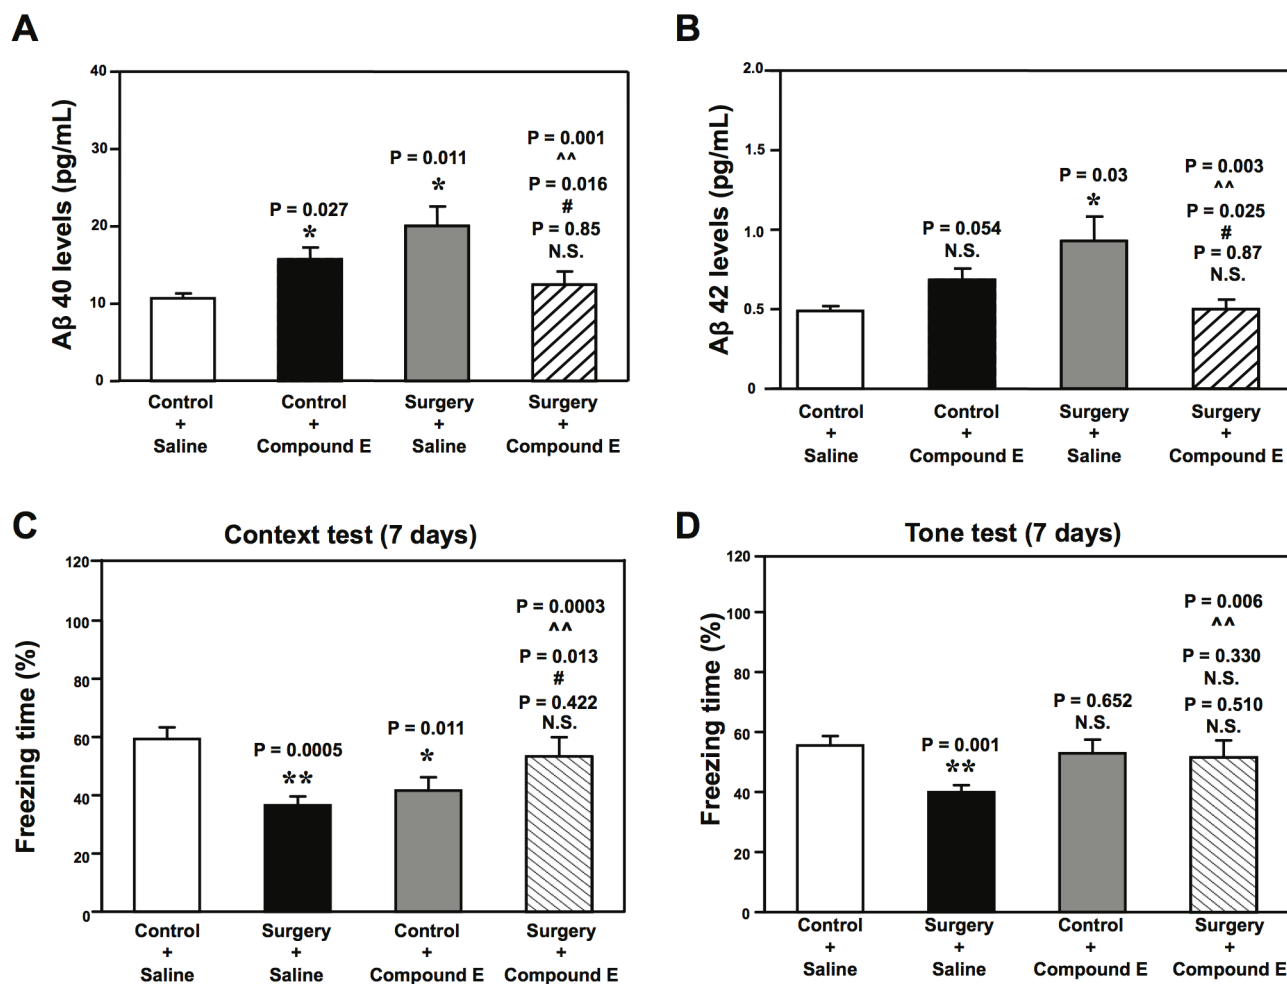 A
Aβ 40 levels (pg/mL)
40
30
20
10
0
P = 0.027
*
P = 0.011
*
P = 0.001
^^
P = 0.016
#
P = 0.85
N.S.
Control
+
Saline
Control
+
Compound E
Surgery
+
Saline
Surgery
+
Compound E
B
Aβ 42 levels (pg/mL)
2.0
1.5
1.0
0.5
0
P = 0.054
N.S.
P = 0.03
*
P = 0.003
^^
P = 0.025
#
P = 0.87
N.S.
Control
+
Saline
Control
+
Compound E
Surgery
+
Saline
Surgery
+
Compound E
C
Context test (7 days)
Freezing time (%)
120
100
80
60
40
20
0
P = 0.0005
**
P = 0.011
*
P = 0.0003
^^
P = 0.013
#
P = 0.422
N.S.
Control
+
Saline
Surgery
+
Saline
Control
+
Compound E
Surgery
+
Compound E
D
Tone test (7 days)
Freezing time (%)
120
100
80
60
40
20
0
P = 0.001
**
P = 0.652
N.S.
P = 0.006
^^
P = 0.330
N.S.
P = 0.510
N.S.
Control
+
Saline
Surgery
+
Saline
Control
+
Compound E
Surgery
+
Compound E